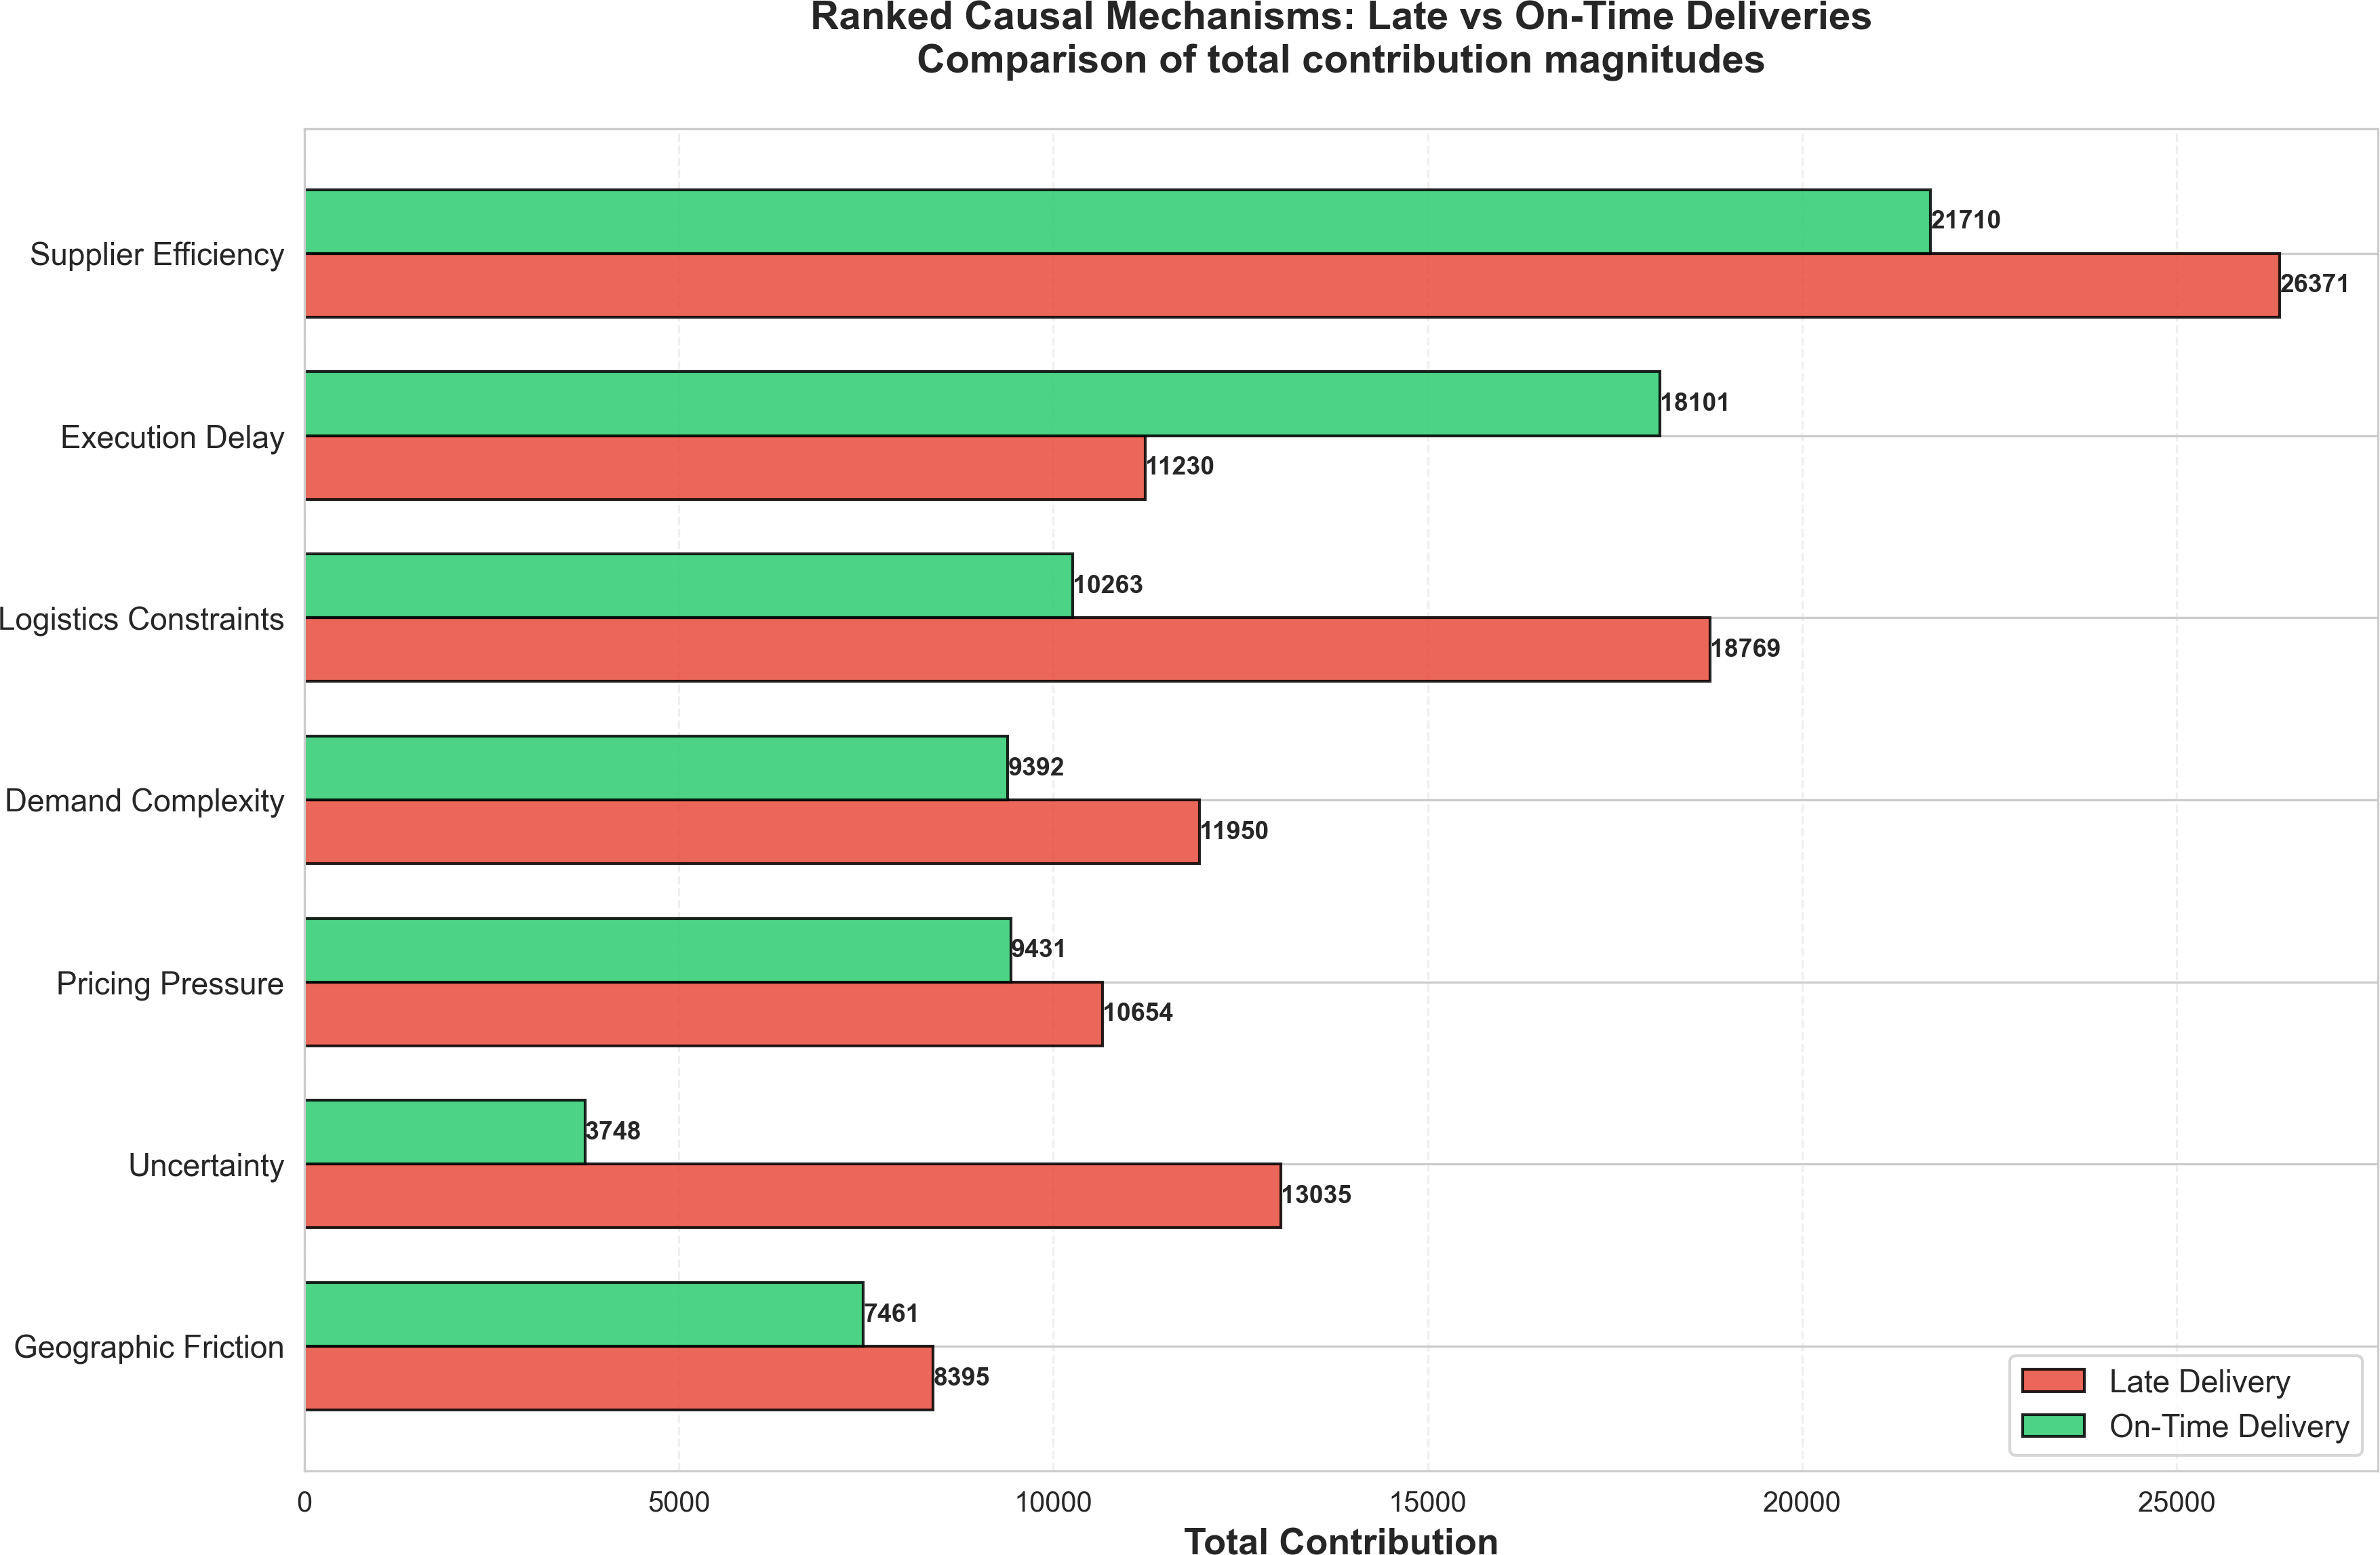 Ranked Causal Mechanisms: Late vs On-Time Deliveries
Comparison of total contribution magnitudes
Supplier Efficiency
21710
26371
Execution Delay
18101
11230
Logistics Constraints
10263
18769
Demand Complexity
9392
11950
Pricing Pressure
9431
10654
Uncertainty
3748
13035
Geographic Friction
7461
8395
Late Delivery
On-Time Delivery
0 5000 10000 15000 20000 25000
Total Contribution